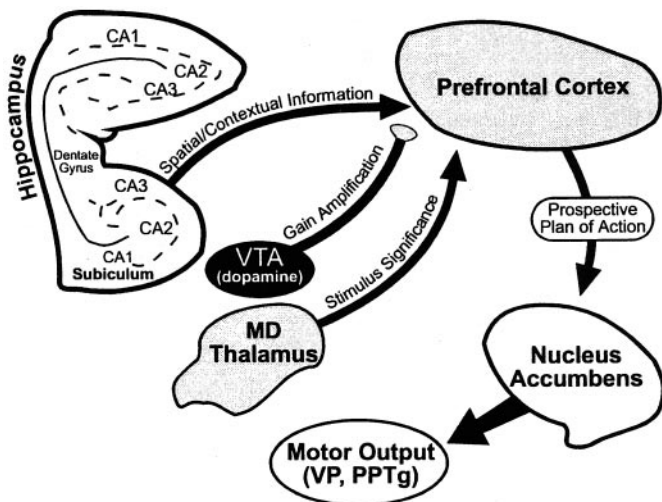 Hippocampus
CA1
CA2
CA3
Dentate
Gyrus
CA3
CA2
CA1
Subiculum
Spatial/Contextual Information
Prefrontal Cortex
Gain Amplification
VTA
(dopamine)
Stimulus Significance
MD
Thalamus
Prospective
Plan of Action
Nucleus
Accumbens
Motor Output
(VP, PPTg)